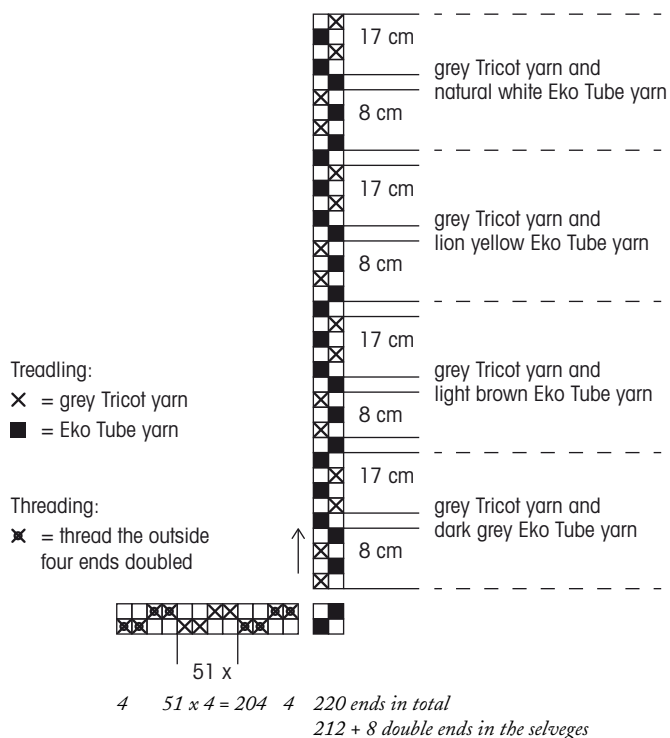 17 cm
grey Tricot yarn and
natural white Eko Tube yarn
8 cm
17 cm
grey Tricot yarn and
lion yellow Eko Tube yarn
8 cm
17 cm
grey Tricot yarn and
light brown Eko Tube yarn
8 cm
17 cm
grey Tricot yarn and
dark grey Eko Tube yarn
8 cm
Treadling:
= grey Tricot yarn
= Eko Tube yarn
Threading:
= thread the outside
four ends doubled
51 x
4 51 x 4 = 204 4 220 ends in total
212 + 8 double ends in the selveges